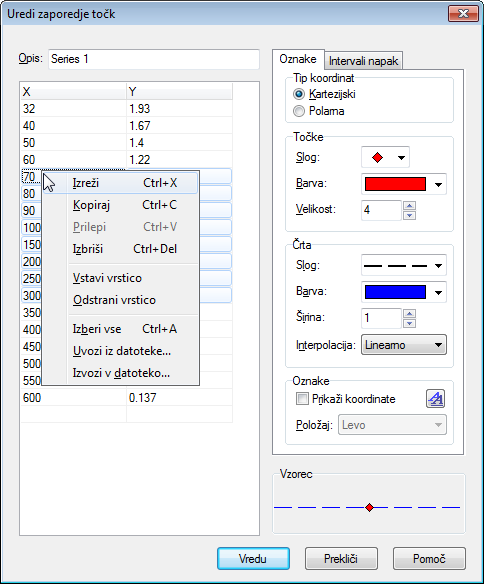 Uredi zaporedje točk
Opis: Series 1
X Y
32 1.93
40 1.67
50 1.4
60 1.22
70
80
90
100
150
200
250
300
350
400
450
500
550
600 0.137
Izreži Ctrl+X
Kopiraj Ctrl+C
Prilepi Ctrl+V
Izbriši Ctrl+Del
Vstavi vrstico
Odstrani vrstico
Izberi vse Ctrl+A
Uvozi iz datoteke...
Izvozi v datoteko...
Oznake Intervali napak
Tip koordinat
Kartezijski
Polarna
Točke
Slog:
Barva:
Velikost: 4
Črta
Slog:
Barva:
Širina: 1
Interpolacija: Linearno
Oznake
Prikaži koordinate
Položaj: Levo
Vzorec
Vredu Prekliči Pomoč